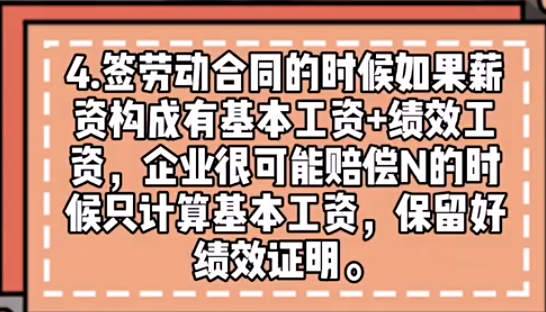 4.签劳动合同的时候如果薪
资构成有基本工资+绩效工
资，企业很可能赔偿N的时
候只计算基本工资，保留好
绩效证明。